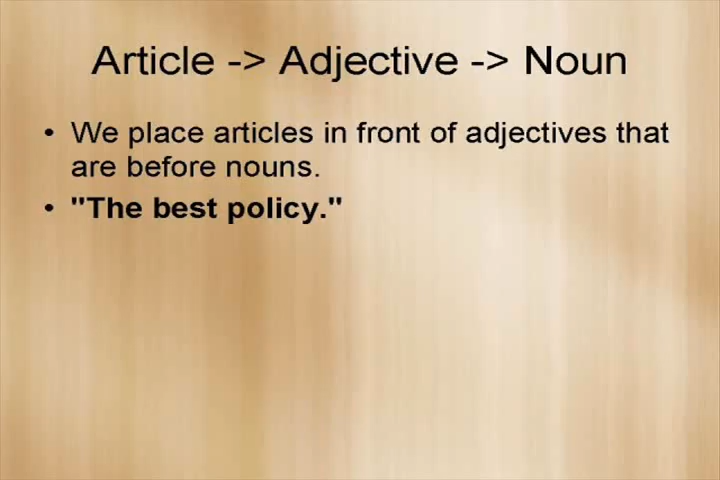 Article -> Adjective -> Noun
• We place articles in front of adjectives that
are before nouns.
• "The best policy."